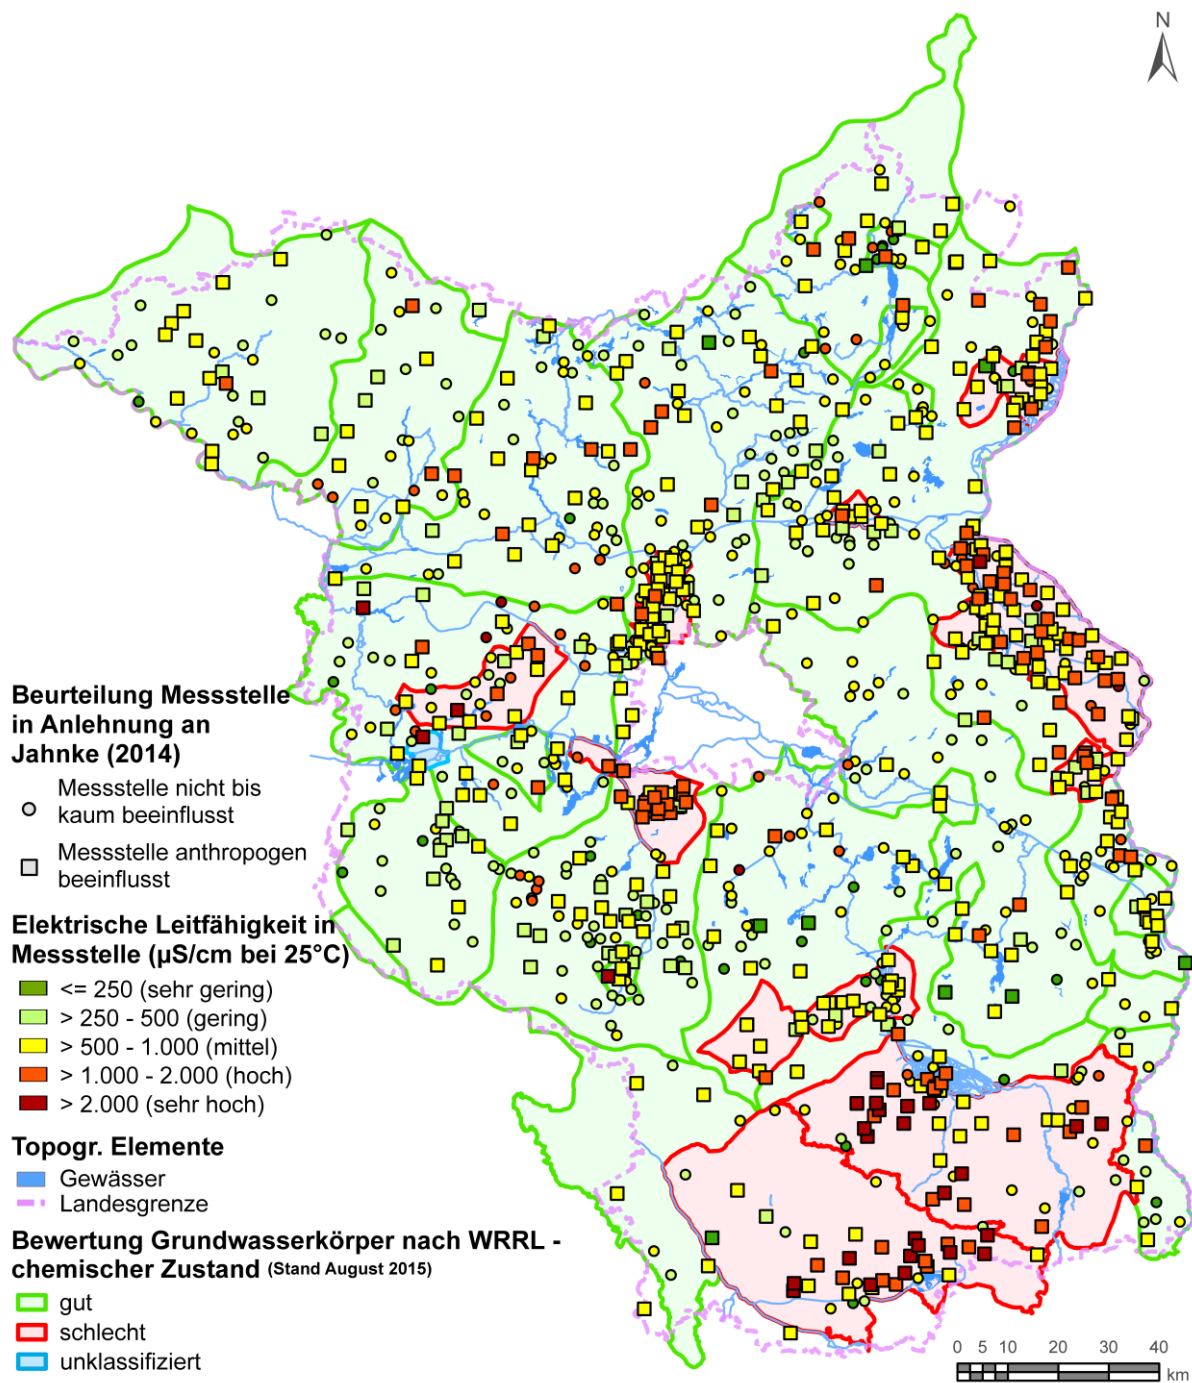 N
Beurteilung Messstelle
in Anlehnung an
Jahnke (2014)
Messstelle nicht bis
kaum beeinflusst
Messstelle anthropogen
beeinflusst
Elektrische Leitfähigkeit in
Messstelle (µS/cm bei 25°C)
<= 250 (sehr gering)
> 250 - 500 (gering)
> 500 - 1.000 (mittel)
> 1.000 - 2.000 (hoch)
> 2.000 (sehr hoch)
Topogr. Elemente
Gewässer
Landesgrenze
Bewertung Grundwasserkörper nach WRRL -
chemischer Zustand (Stand August 2015)
gut
schlecht
unklassifiziert
0 5 10 20 30 40
km